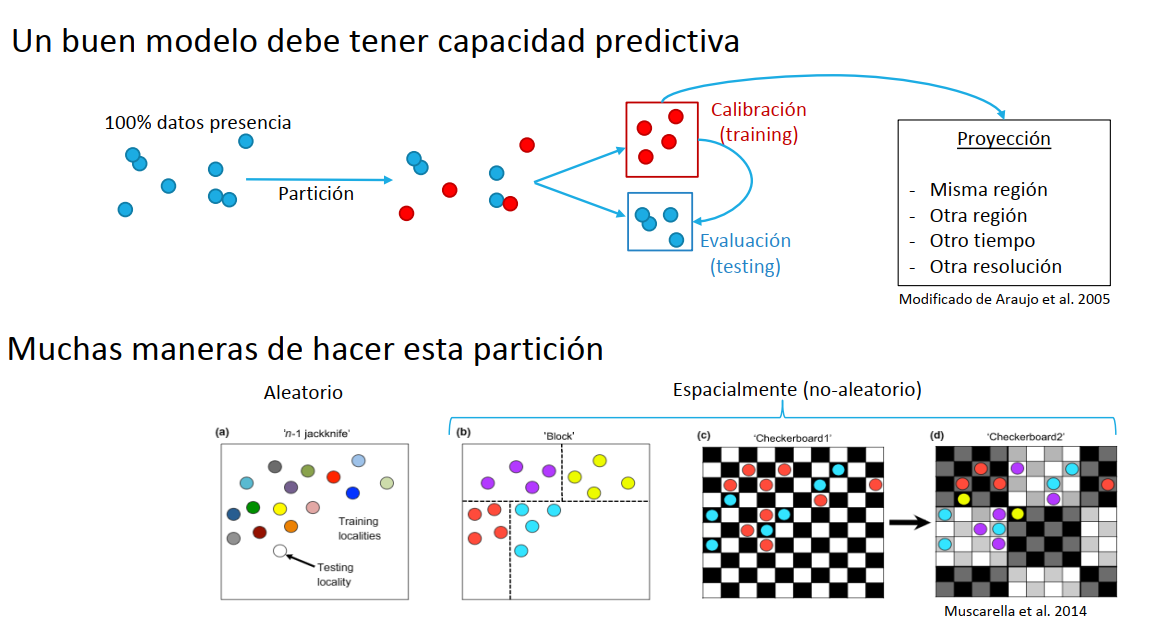 Un buen modelo debe tener capacidad predictiva
100% datos presencia
Partición
Calibración
(training)
Evaluación
(testing)
Proyección
- Misma región
- Otra región
- Otro tiempo
- Otra resolución
Modificado de Araujo et al. 2005
Muchas maneras de hacer esta partición
Aleatorio
Espacialmente (no-aleatorio)
(a) 'n-1 jackknife'
Training
localities
Testing
locality
(b) 'Block'
(c) 'Checkerboard1'
(d) 'Checkerboard2'
Muscarella et al. 2014